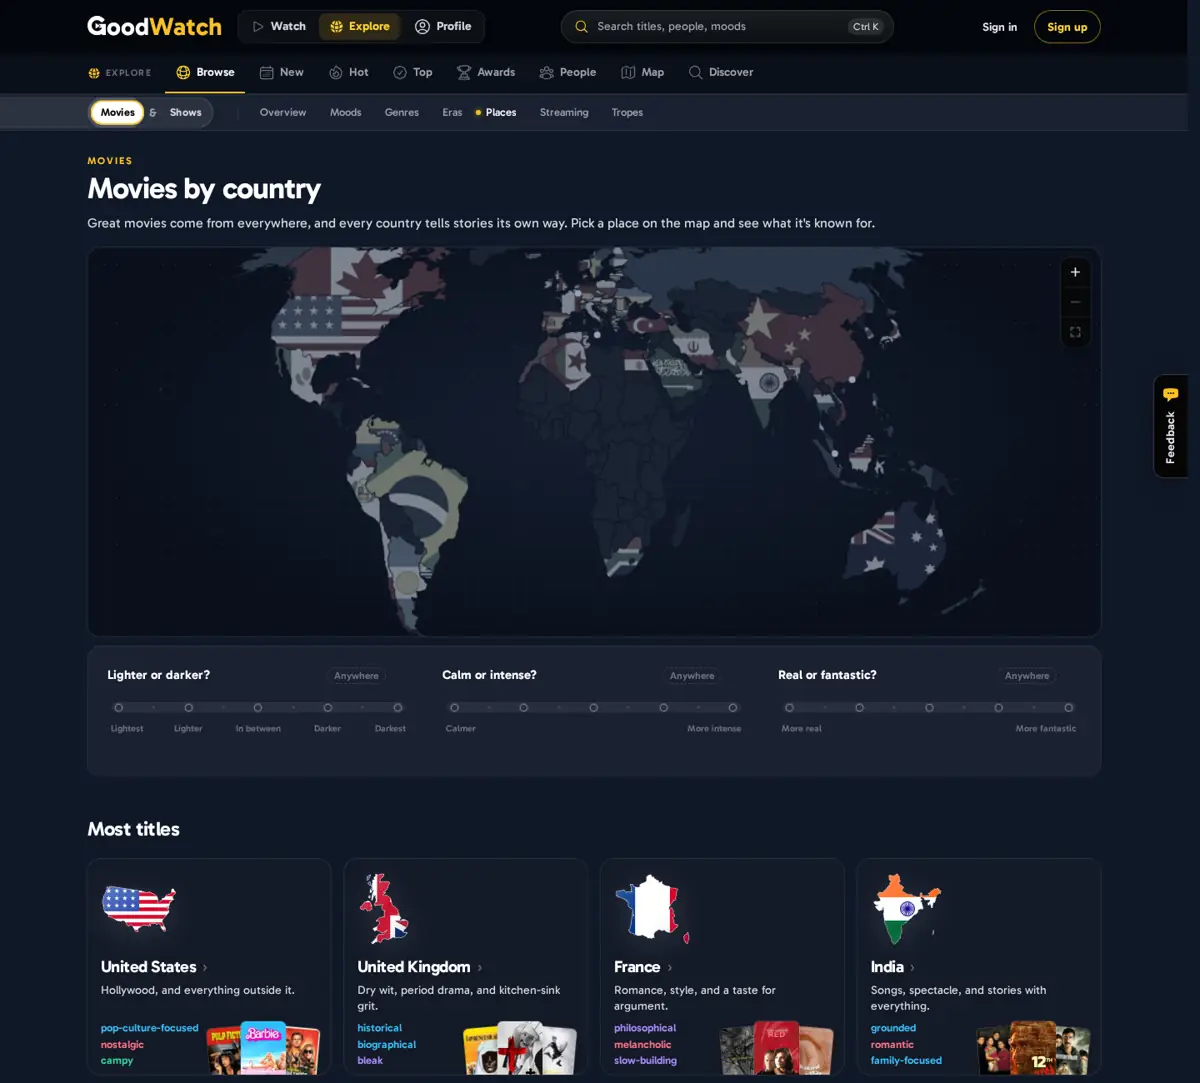 GoodWatch
Watch
Explore
Profile
Search titles, people, moods
Ctrl K
Sign in
Sign up
EXPLORE
Browse
New
Hot
Top
Awards
People
Map
Discover
Movies & Shows
Overview
Moods
Genres
Eras
Places
Streaming
Tropes
MOVIES
Movies by country
Great movies come from everywhere, and every country tells stories its own way. Pick a place on the map and see what it's known for.
+
−
Feedback
Lighter or darker?
Anywhere
Lightest
Lighter
In between
Darker
Darkest
Calm or intense?
Anywhere
Calmer
More intense
Real or fantastic?
Anywhere
More real
More fantastic
Most titles
United States ›
Hollywood, and everything outside it.
pop-culture-focused
nostalgic
campy
PULP FICT
Barbie
United Kingdom ›
Dry wit, period drama, and kitchen-sink
grit.
historical
biographical
bleak
France ›
Romance, style, and a taste for
argument.
philosophical
melancholic
slow-building
RED
India ›
Songs, spectacle, and stories with
everything.
grounded
romantic
family-focused
12TH